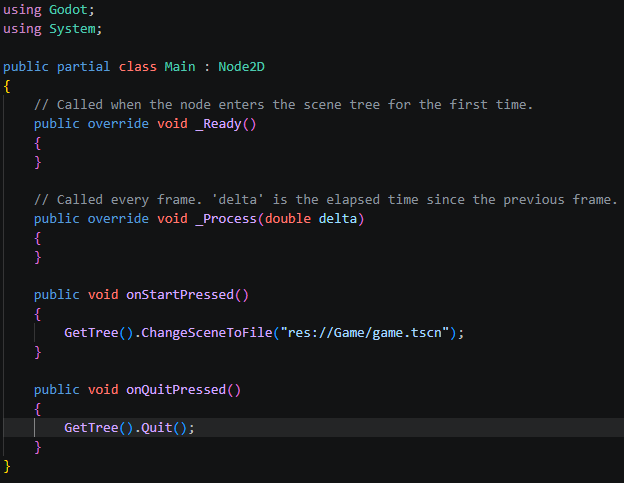 using Godot;
using System;

public partial class Main : Node2D
{
    // Called when the node enters the scene tree for the first time.
    public override void _Ready()
    {
    }

    // Called every frame. 'delta' is the elapsed time since the previous frame.
    public override void _Process(double delta)
    {
    }

    public void onStartPressed()
    {
        GetTree().ChangeSceneToFile("res://Game/game.tscn");
    }

    public void onQuitPressed()
    {
        GetTree().Quit();
    }
}